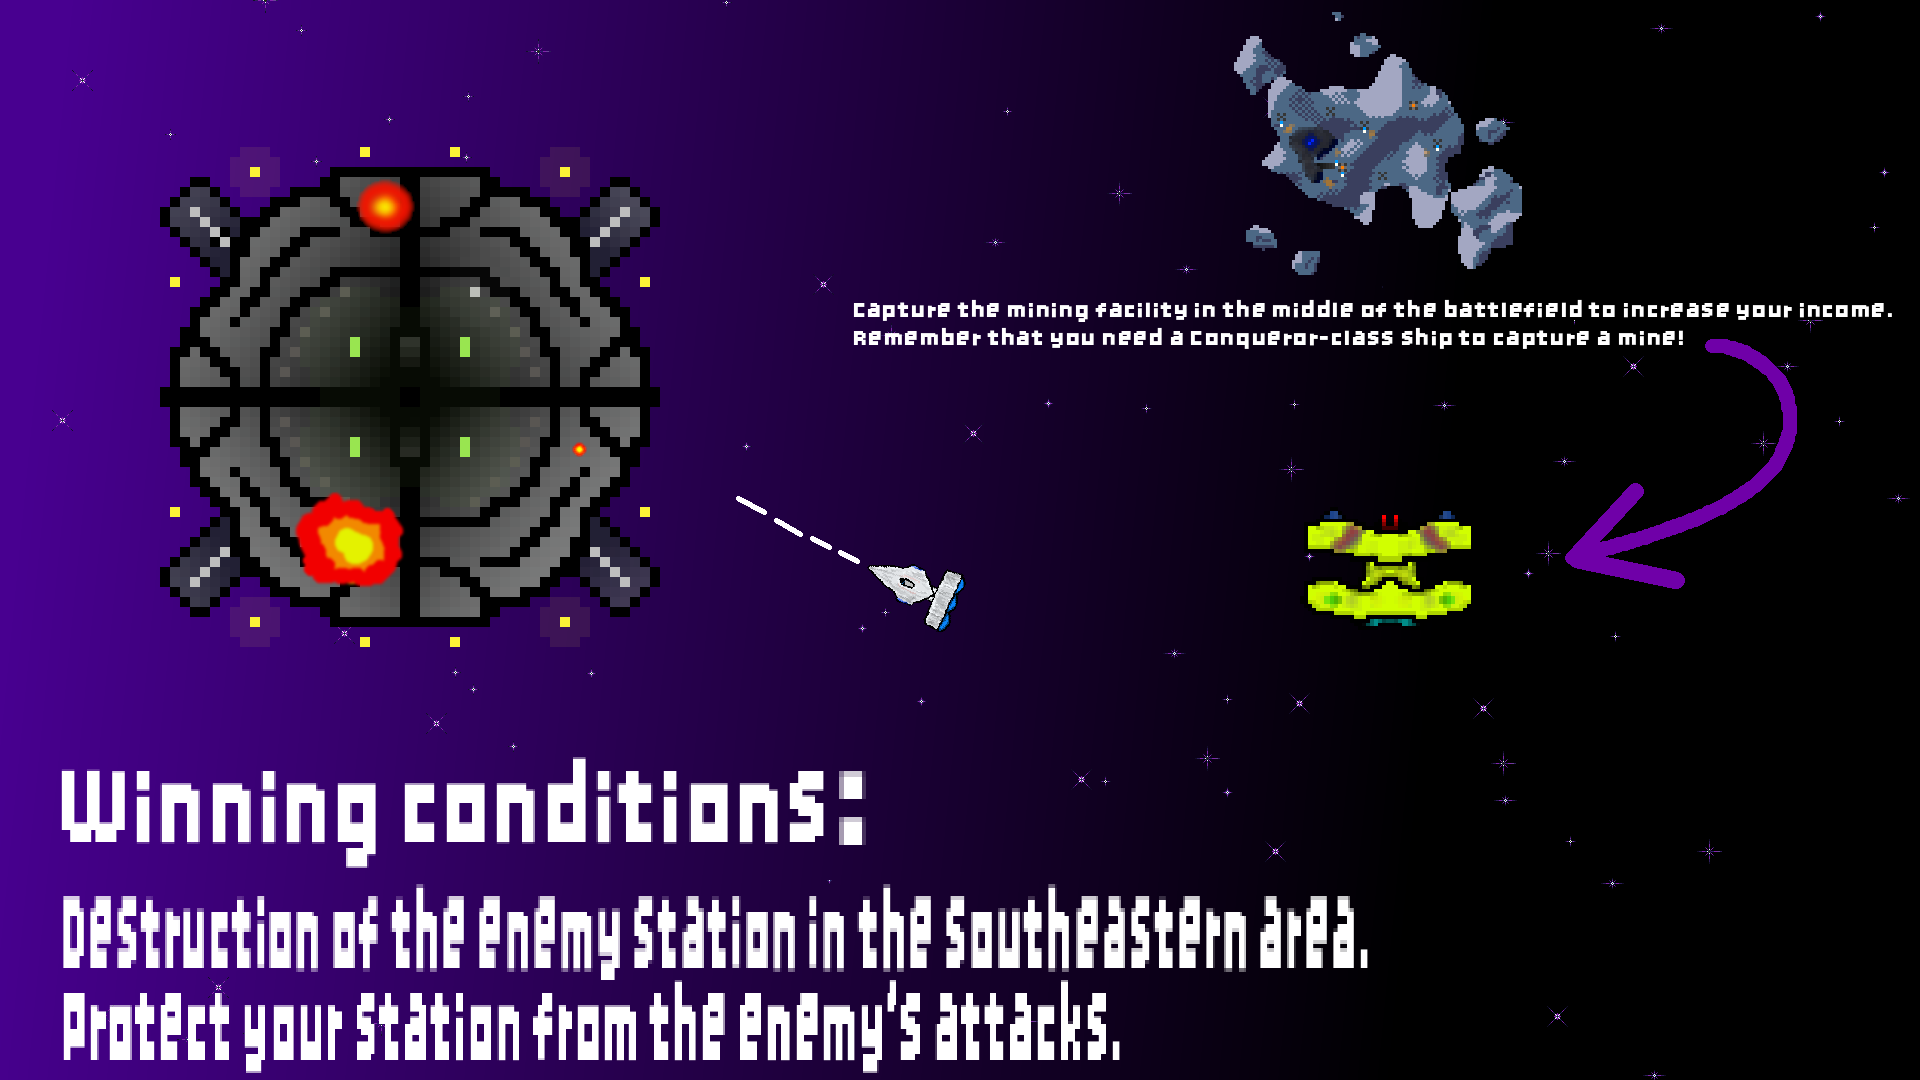 Capture the mining facility in the middle of the battlefield to increase your income.
Remember that you need a Conqueror-class ship to capture a mine!
Winning conditions:
Destruction of the enemy station in the southeastern area.
Protect your station from the enemy's attacks.